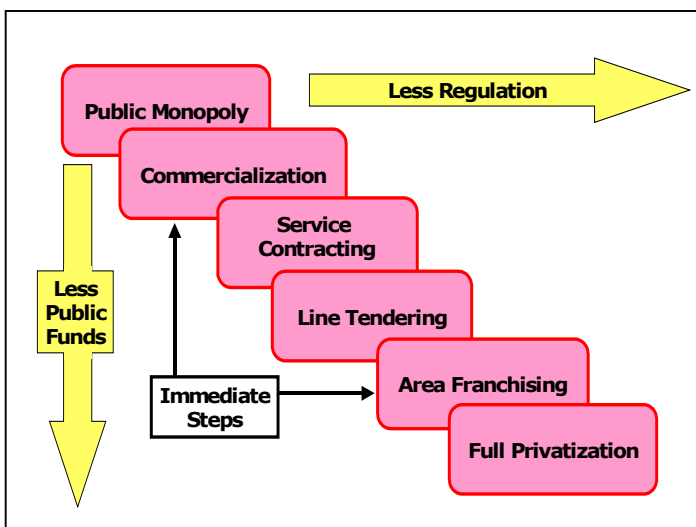 Less Regulation
Public Monopoly
Commercialization
Service
Contracting
Less
Public
Funds
Line Tendering
Immediate
Steps
Area Franchising
Full Privatization